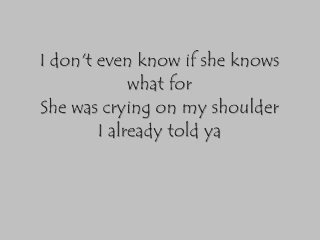 I don't even know if she knows
what for
She was crying on my shoulder
I already told ya